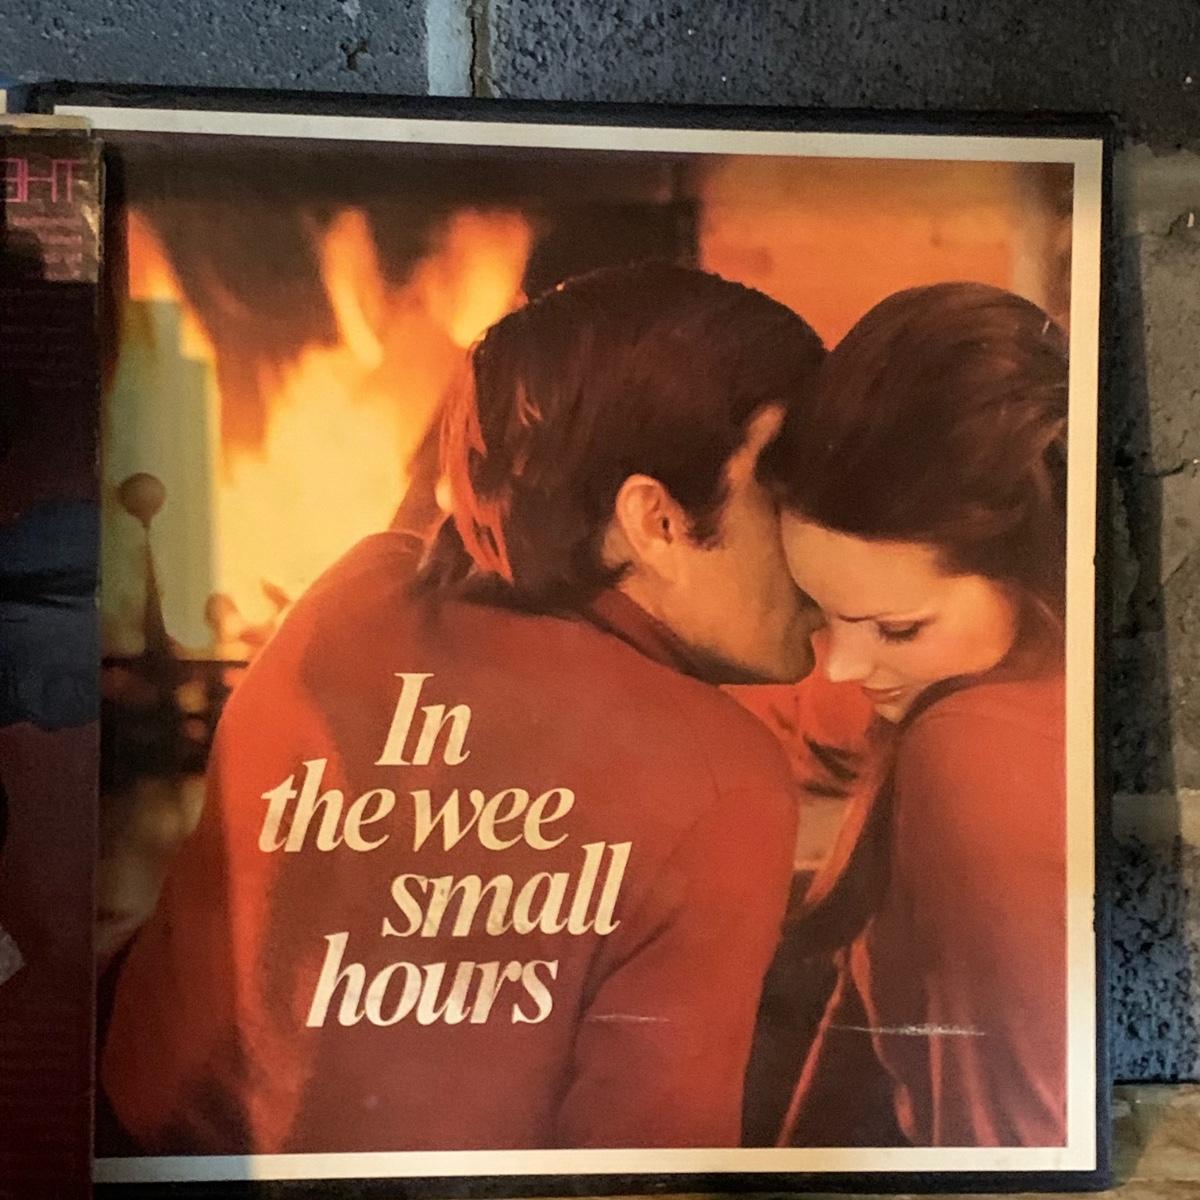 In
the wee
small
hours